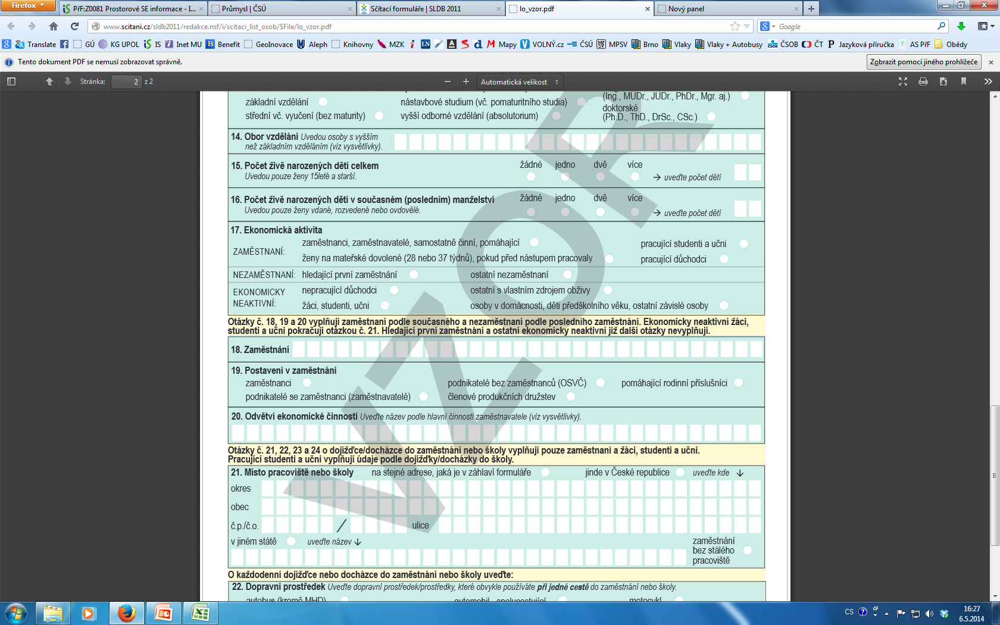 Firefox
PřF:Z0081 Prostorové SE informace - I...
Průmysl | ČSÚ
Sčítací formuláře | SLDB 2011
lo_vzor.pdf
Nový panel
www.scitani.cz/sldb2011/redakce.nsf/i/scitaci_list_osob/$File/lo_vzor.pdf
Google
Translate GÚ KG UPOL IS Inet MU Benefit GeoInovace Aleph Knihovny MZK Mapy VOLNÝ.cz ČSÚ MPSV Brno Vlaky Vlaky + Autobusy ČSOB ČT Jazyková příručka AS PřF Obědy
Tento dokument PDF se nemusí zobrazovat správně.
Zobrazit pomocí jiného prohlížeče
Stránka: 2 z 2
Automatická velikost
(Ing., MUDr., JUDr., PhDr., Mgr. aj.)
základní vzdělání
nástavbové studium (vč. pomaturitního studia)
doktorské
střední vč. vyučení (bez maturity)
vyšší odborné vzdělání (absolutorium)
(Ph.D., ThD., DrSc., CSc.)
14. Obor vzdělání Uvedou osoby s vyšším
než základním vzděláním (viz vysvětlivky).
15. Počet živě narozených dětí celkem
žádné jedno dvě více
Uvedou pouze ženy 15leté a starší.
→ uveďte počet dětí
16. Počet živě narozených dětí v současném (posledním) manželství
žádné jedno dvě více
Uvedou pouze ženy vdané, rozvedené nebo ovdovělé.
→ uveďte počet dětí
17. Ekonomická aktivita
ZAMĚSTNANÍ:
zaměstnanci, zaměstnavatelé, samostatně činní, pomáhající
pracující studenti a učni
ženy na mateřské dovolené (28 nebo 37 týdnů), pokud před nástupem pracovaly
pracující důchodci
NEZAMĚSTNANÍ: hledající první zaměstnání
ostatní nezaměstnaní
EKONOMICKY
NEAKTIVNÍ:
nepracující důchodci
ostatní s vlastním zdrojem obživy
žáci, studenti, učni
osoby v domácnosti, děti předškolního věku, ostatní závislé osoby
Otázky č. 18, 19 a 20 vyplňují zaměstnaní podle současného a nezaměstnaní podle posledního zaměstnání. Ekonomicky neaktivní žáci,
studenti a učni pokračují otázkou č. 21. Hledající první zaměstnání a ostatní ekonomicky neaktivní již další otázky nevyplňují.
18. Zaměstnání
19. Postavení v zaměstnání
zaměstnanci
podnikatelé bez zaměstnanců (OSVČ)
pomáhající rodinní příslušníci
podnikatelé se zaměstnanci (zaměstnavatelé)
členové produkčních družstev
20. Odvětví ekonomické činnosti Uveďte název podle hlavní činnosti zaměstnavatele (viz vysvětlivky).
Otázky č. 21, 22, 23 a 24 o dojížďce/docházce do zaměstnání nebo školy vyplňují pouze zaměstnaní a žáci, studenti a učni.
Pracující studenti a učni vyplňují údaje podle dojížďky/docházky do školy.
21. Místo pracoviště nebo školy
na stejné adrese, jaká je v záhlaví formuláře
jinde v České republice
uveďte kde ↓
okres
obec
č.p./č.o. / ulice
v jiném státě
uveďte název ↓
zaměstnání
bez stálého
pracoviště
O každodenní dojížďce nebo docházce do zaměstnání nebo školy uveďte:
22. Dopravní prostředek Uveďte dopravní prostředek/prostředky, které obvykle používáte při jedné cestě do zaměstnání nebo školy.
autobus (kromě MHD)
automobil - spolucestující
motocykl
VZOR
CS
16:27
6.5.2014